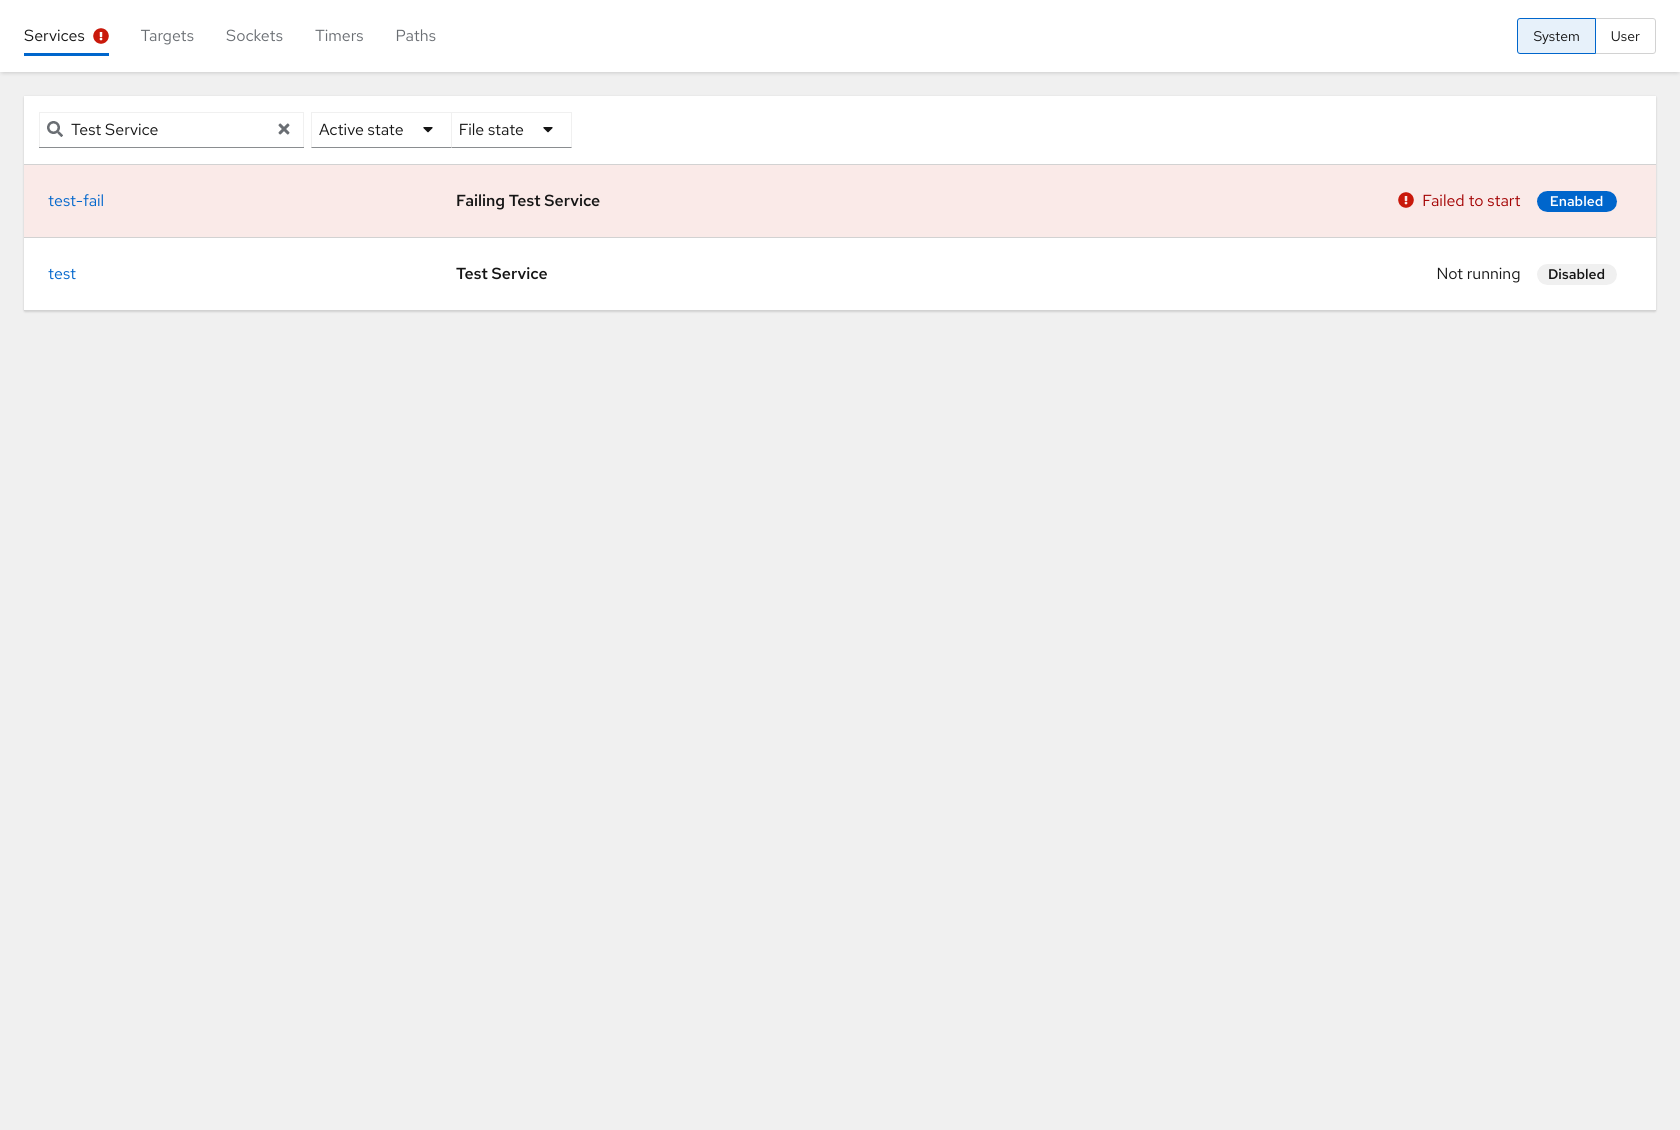 Services Targets Sockets Timers Paths System User
Test Service Active state File state
test-fail Failing Test Service Failed to start Enabled
test Test Service Not running Disabled